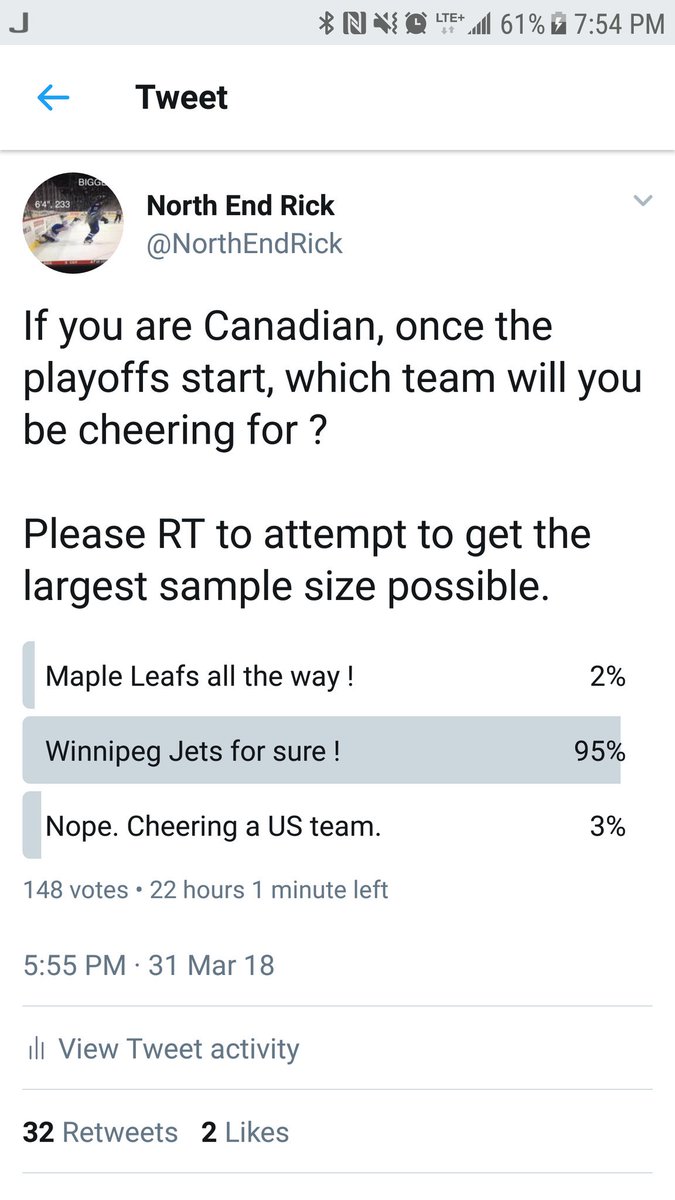 J
LTE+ 61% 7:54 PM
Tweet
BIGGE
6'4", 233
North End Rick
@NorthEndRick
If you are Canadian, once the
playoffs start, which team will you
be cheering for ?
Please RT to attempt to get the
largest sample size possible.
Maple Leafs all the way ! 2%
Winnipeg Jets for sure ! 95%
Nope. Cheering a US team. 3%
148 votes • 22 hours 1 minute left
5:55 PM · 31 Mar 18
View Tweet activity
32 Retweets 2 Likes